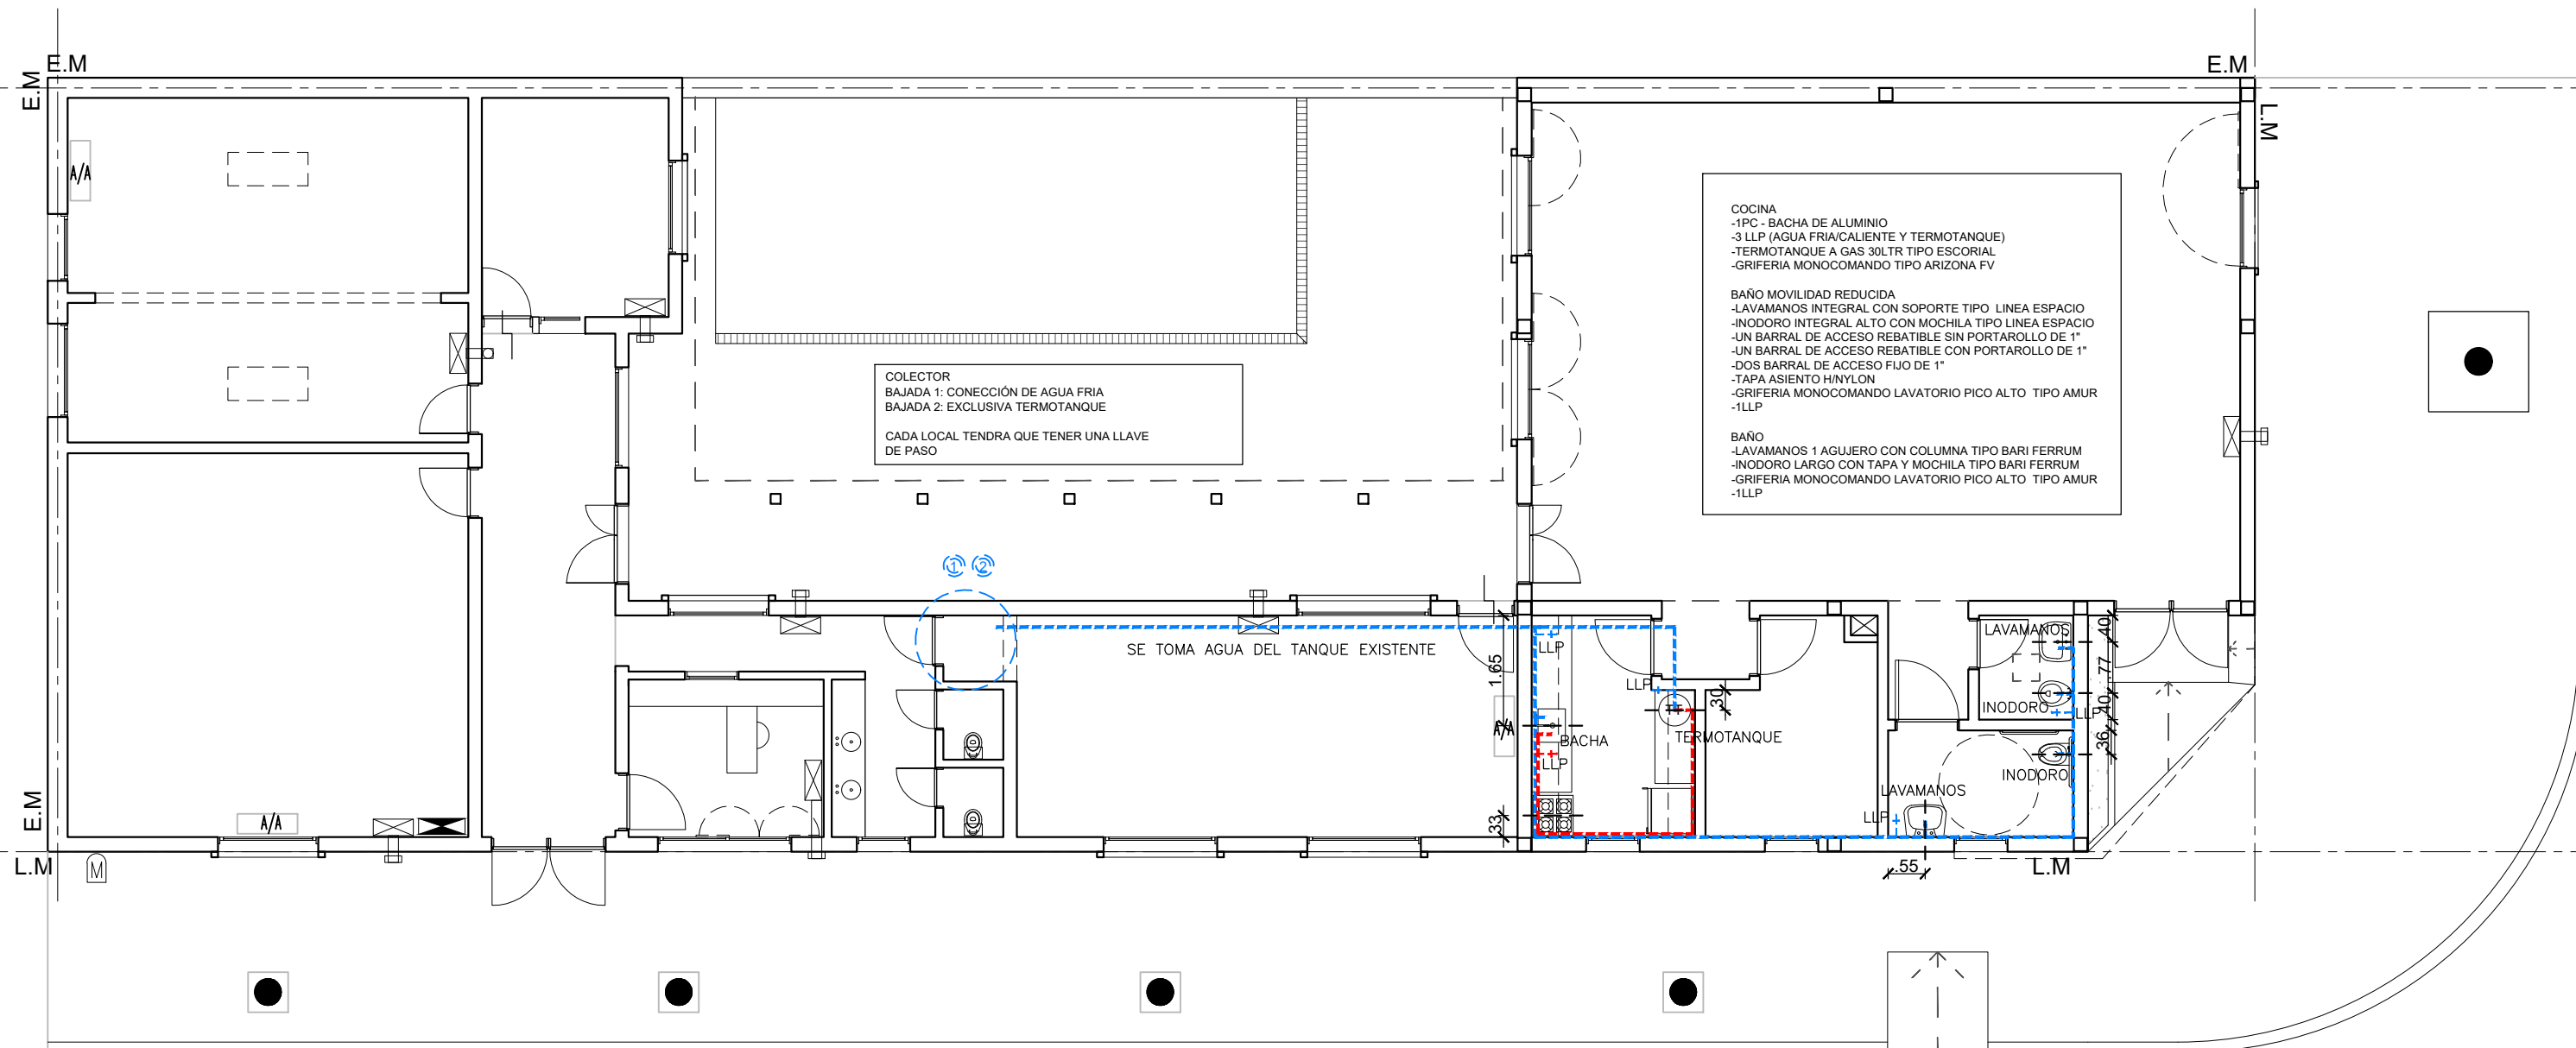 E.M
E.M
E.M
L.M
A/A
COCINA
-1PC - BACHA DE ALUMINIO
-3 LLP (AGUA FRIA/CALIENTE Y TERMOTANQUE)
-TERMOTANQUE A GAS 30LTR TIPO ESCORIAL
-GRIFERIA MONOCOMANDO TIPO ARIZONA FV
BAÑO MOVILIDAD REDUCIDA
-LAVAMANOS INTEGRAL CON SOPORTE TIPO LINEA ESPACIO
-INODORO INTEGRAL ALTO CON MOCHILA TIPO LINEA ESPACIO
-UN BARRAL DE ACCESO REBATIBLE SIN PORTAROLLO DE 1"
-UN BARRAL DE ACCESO REBATIBLE CON PORTAROLLO DE 1"
-DOS BARRAL DE ACCESO FIJO DE 1"
-TAPA ASIENTO H/NYLON
-GRIFERIA MONOCOMANDO LAVATORIO PICO ALTO TIPO AMUR
-1LLP
BAÑO
-LAVAMANOS 1 AGUJERO CON COLUMNA TIPO BARI FERRUM
-INODORO LARGO CON TAPA Y MOCHILA TIPO BARI FERRUM
-GRIFERIA MONOCOMANDO LAVATORIO PICO ALTO TIPO AMUR
-1LLP
COLECTOR
BAJADA 1: CONECCIÓN DE AGUA FRIA
BAJADA 2: EXCLUSIVA TERMOTANQUE
CADA LOCAL TENDRA QUE TENER UNA LLAVE
DE PASO
1 2
SE TOMA AGUA DEL TANQUE EXISTENTE
1.65
LLP
LLP
.30
TT
TERMOTANQUE
A/A
BACHA
LLP
.33
LAVAMANOS
.40
.77
INODORO
LLP
.40
.36
INODORO
LAVAMANOS
LLP
.55
E.M
A/A
L.M
M
L.M